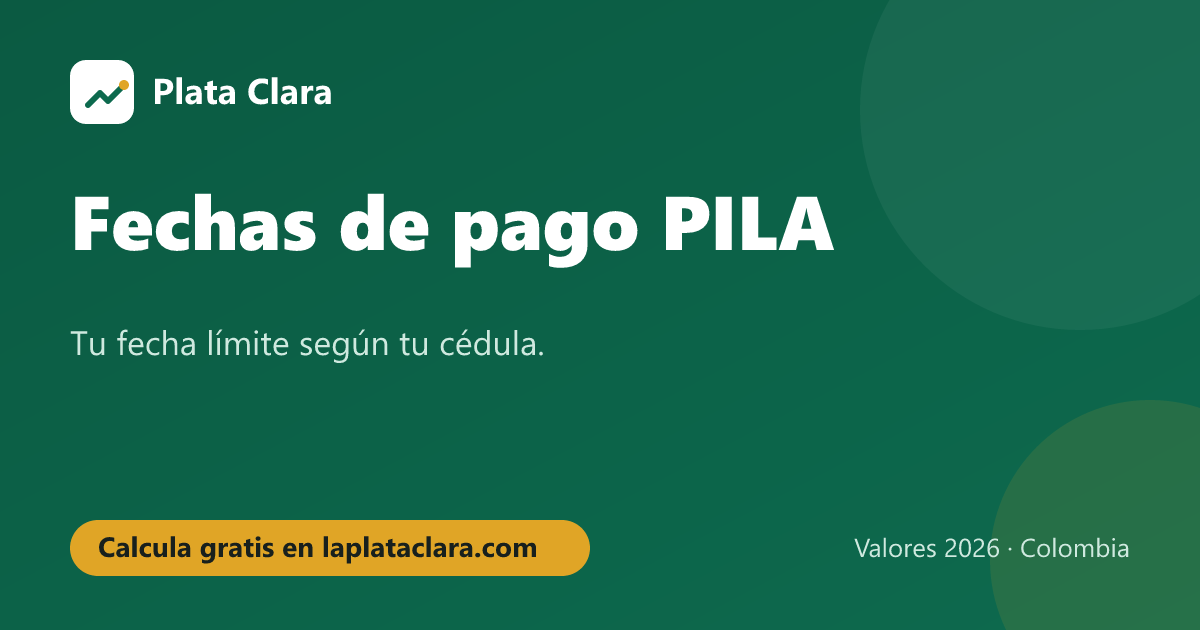 Plata Clara
Fechas de pago PILA
Tu fecha límite según tu cédula.
Calcula gratis en laplataclara.com
Valores 2026 · Colombia